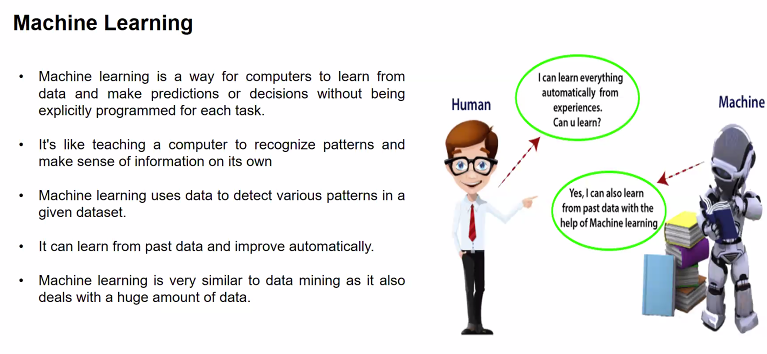 Machine Learning
• Machine learning is a way for computers to learn from
data and make predictions or decisions without being
explicitly programmed for each task.
• It's like teaching a computer to recognize patterns and
make sense of information on its own
• Machine learning uses data to detect various patterns in a
given dataset.
• It can learn from past data and improve automatically.
• Machine learning is very similar to data mining as it also
deals with a huge amount of data.
Human
I can learn everything
automatically from
experiences.
Can u learn?
Machine
Yes, I can also learn
from past data with the
help of Machine learning